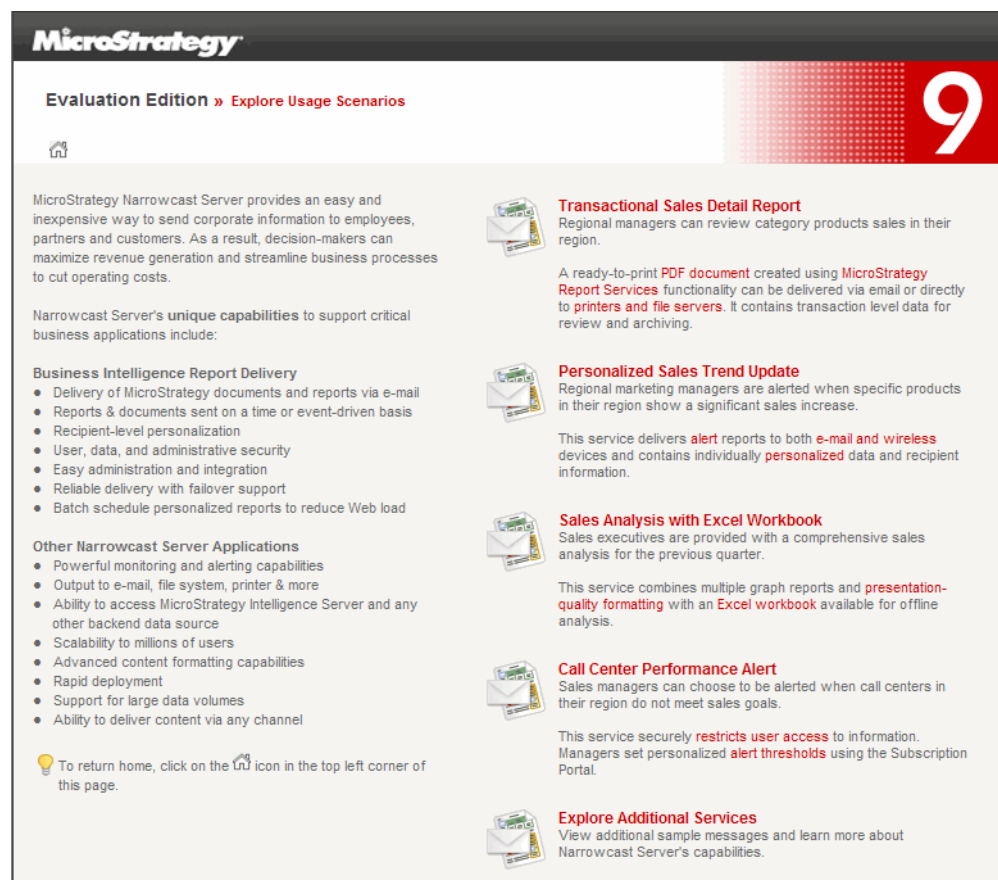 MicroStrategy
Evaluation Edition » Explore Usage Scenarios
9
MicroStrategy Narrowcast Server provides an easy and
inexpensive way to send corporate information to employees,
partners and customers. As a result, decision-makers can
maximize revenue generation and streamline business processes
to cut operating costs.
Narrowcast Server's unique capabilities to support critical
business applications include:
Business Intelligence Report Delivery
● Delivery of MicroStrategy documents and reports via e-mail
● Reports & documents sent on a time or event-driven basis
● Recipient-level personalization
● User, data, and administrative security
● Easy administration and integration
● Reliable delivery with failover support
● Batch schedule personalized reports to reduce Web load
Other Narrowcast Server Applications
● Powerful monitoring and alerting capabilities
● Output to e-mail, file system, printer & more
● Ability to access MicroStrategy Intelligence Server and any
other backend data source
● Scalability to millions of users
● Advanced content formatting capabilities
● Rapid deployment
● Support for large data volumes
● Ability to deliver content via any channel
To return home, click on the icon in the top left corner of
this page.
Transactional Sales Detail Report
Regional managers can review category products sales in their
region.
A ready-to-print PDF document created using MicroStrategy
Report Services functionality can be delivered via email or directly
to printers and file servers. It contains transaction level data for
review and archiving.
Personalized Sales Trend Update
Regional marketing managers are alerted when specific products
in their region show a significant sales increase.
This service delivers alert reports to both e-mail and wireless
devices and contains individually personalized data and recipient
information.
Sales Analysis with Excel Workbook
Sales executives are provided with a comprehensive sales
analysis for the previous quarter.
This service combines multiple graph reports and presentation-
quality formatting with an Excel workbook available for offline
analysis.
Call Center Performance Alert
Sales managers can choose to be alerted when call centers in
their region do not meet sales goals.
This service securely restricts user access to information.
Managers set personalized alert thresholds using the Subscription
Portal.
Explore Additional Services
View additional sample messages and learn more about
Narrowcast Server's capabilities.